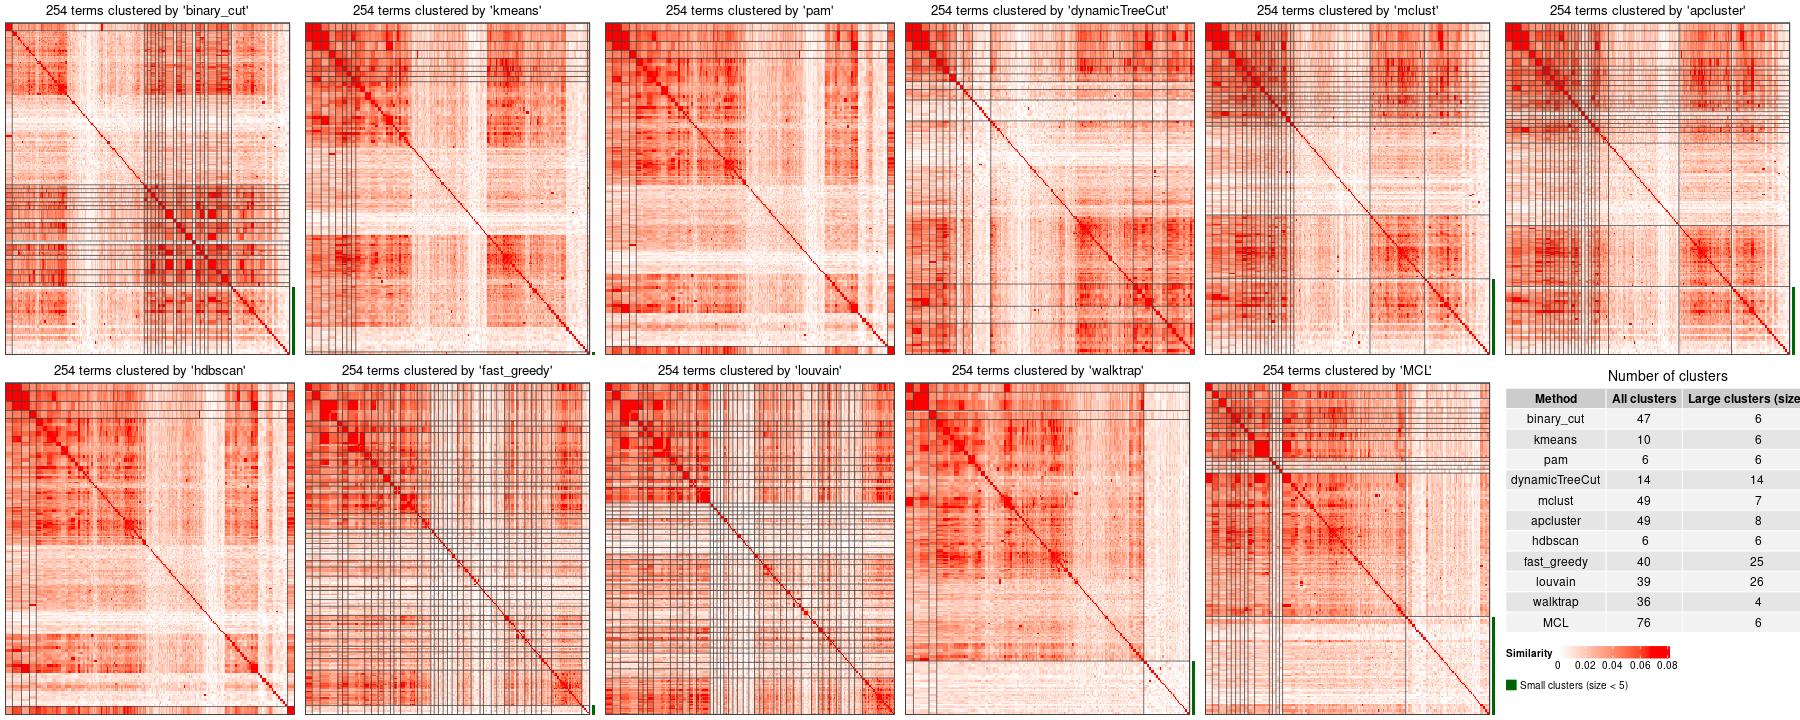 254 terms clustered by 'binary_cut'
254 terms clustered by 'kmeans'
254 terms clustered by 'pam'
254 terms clustered by 'dynamicTreeCut'
254 terms clustered by 'mclust'
254 terms clustered by 'apcluster'
254 terms clustered by 'hdbscan'
254 terms clustered by 'fast_greedy'
254 terms clustered by 'louvain'
254 terms clustered by 'walktrap'
254 terms clustered by 'MCL'
Number of clusters
Method All clusters Large clusters (size
binary_cut 47 6
kmeans 10 6
pam 6 6
dynamicTreeCut 14 14
mclust 49 7
apcluster 49 8
hdbscan 6 6
fast_greedy 40 25
louvain 39 26
walktrap 36 4
MCL 76 6
Similarity
0 0.02 0.04 0.06 0.08
Small clusters (size < 5)